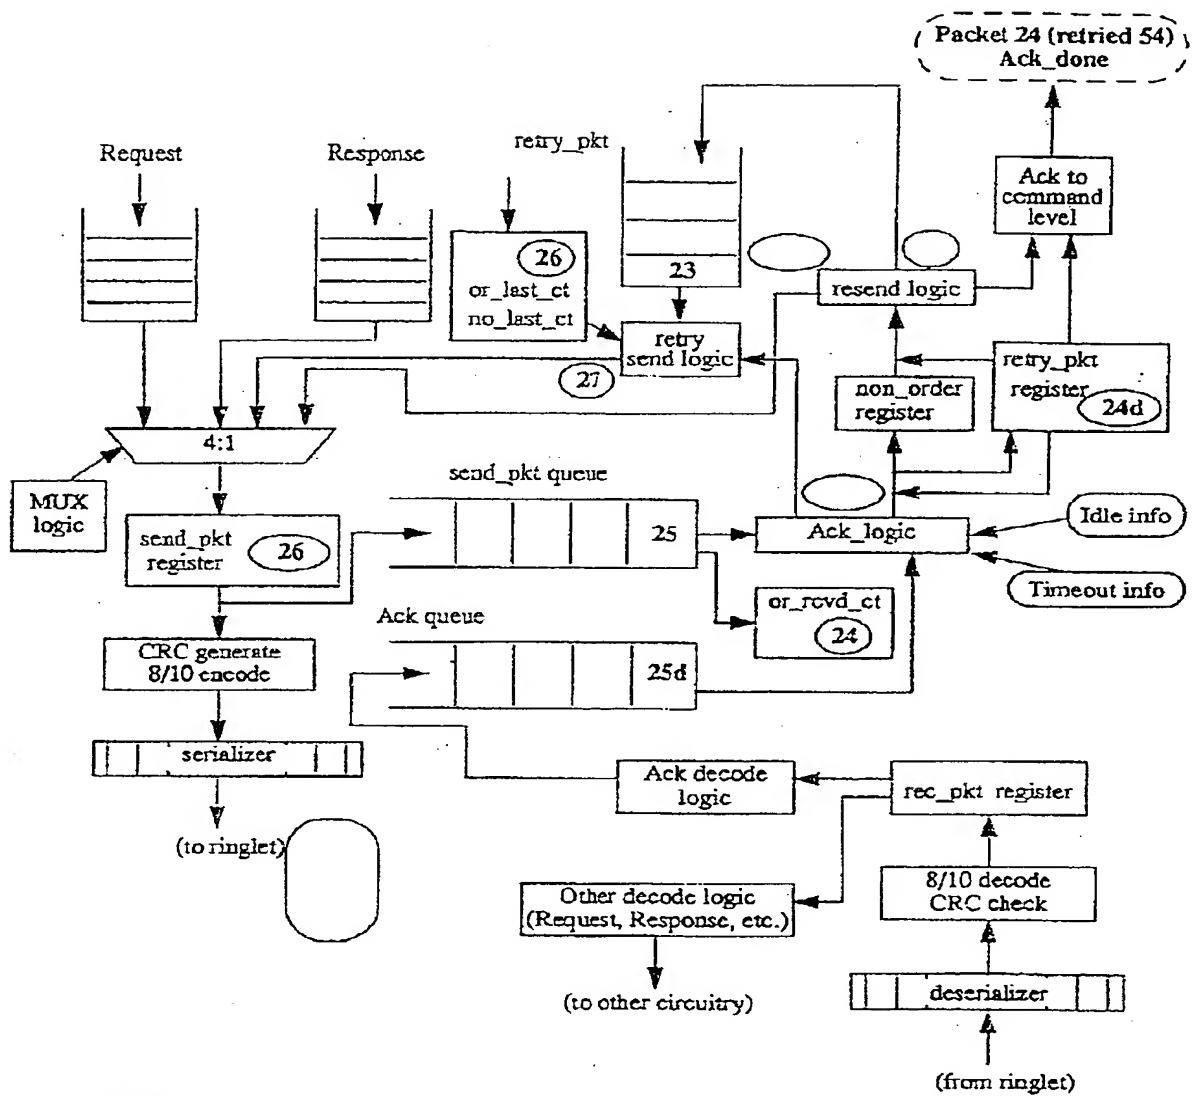 Packet 24 (retried 54)
Ack_done
Request
Response
retry_pkt
Ack to
command
level
26
or_last_ct
no_last_ct
23
resend logic
retry
send logic
27
non_order
register
retry_pkt
register
24d
4:1
MUX
logic
send_pkt queue
send_pkt
register
26
25
Ack_logic
Idle info
Timeout info
or_rcvd_ct
24
Ack queue
25d
CRC generate
8/10 encode
serializer
(to ringlet)
Ack decode
logic
rec_pkt register
8/10 decode
CRC check
Other decode logic
(Request, Response, etc.)
(to other circuitry)
deserializer
(from ringlet)